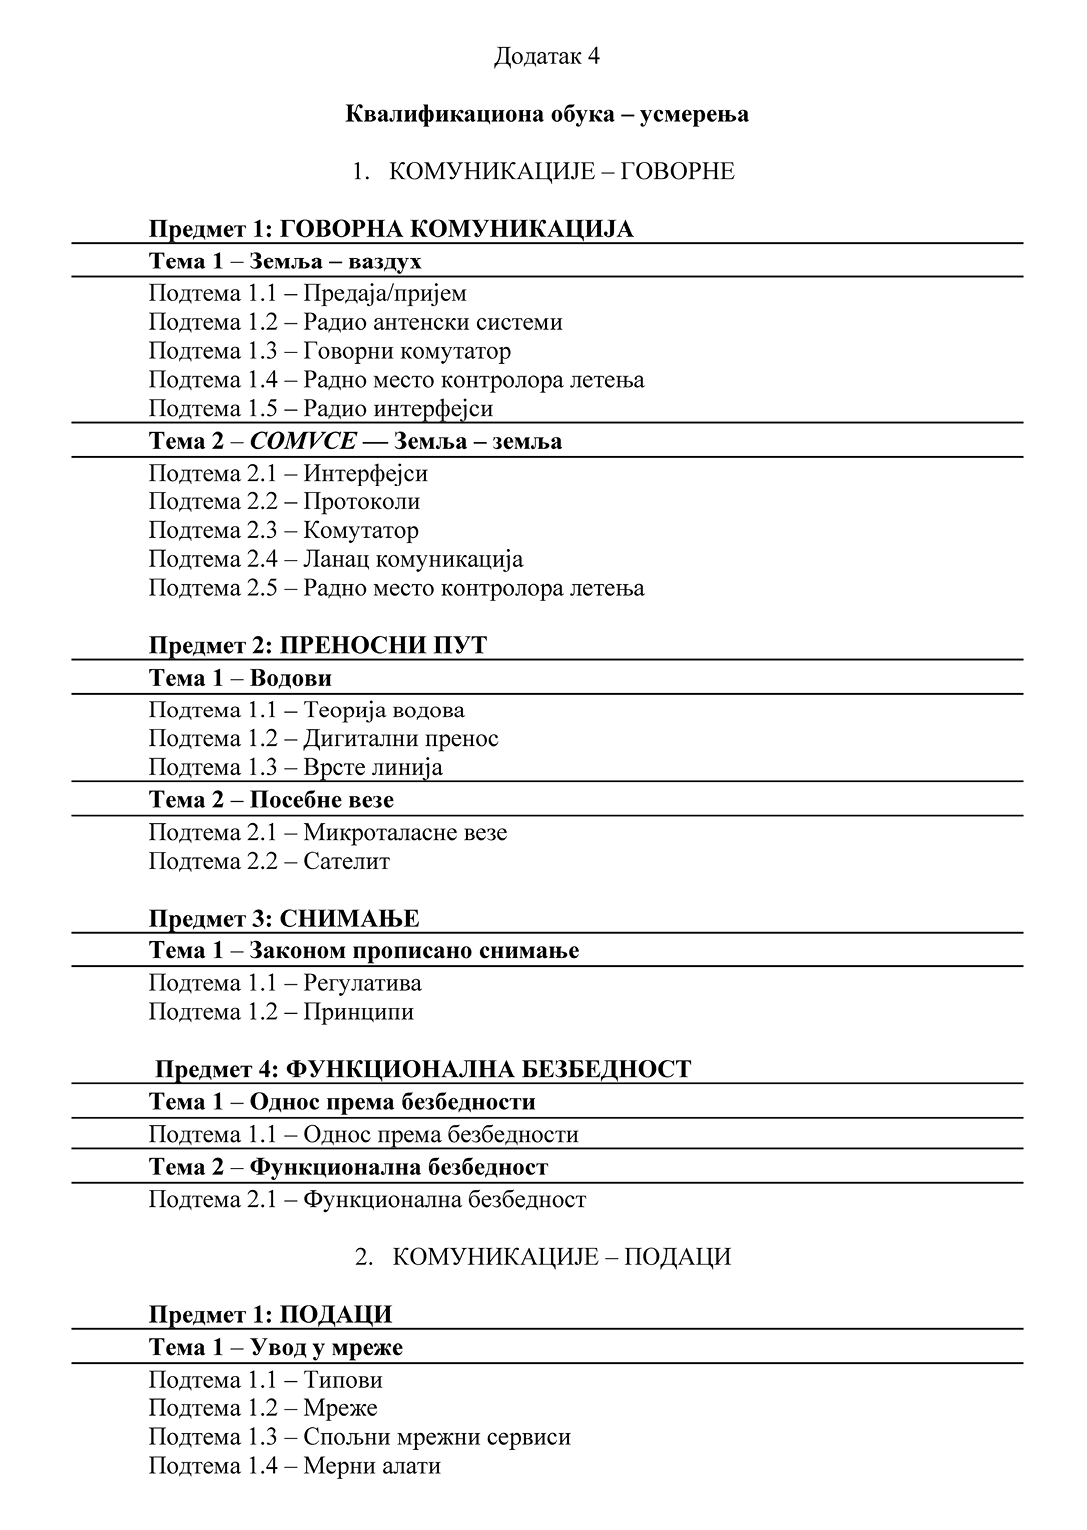 Додатак 4
Квалификациона обука – усмерења
1. КОМУНИКАЦИЈЕ – ГОВОРНЕ
Предмет 1: ГОВОРНА КОМУНИКАЦИЈА
Тема 1 – Земља – ваздух
Подтема 1.1 – Предаја/пријем
Подтема 1.2 – Радио антенски системи
Подтема 1.3 – Говорни комутатор
Подтема 1.4 – Радно место контролора летења
Подтема 1.5 – Радио интерфејси
Тема 2 – COMVCE — Земља – земља
Подтема 2.1 – Интерфејси
Подтема 2.2 – Протоколи
Подтема 2.3 – Комутатор
Подтема 2.4 – Ланац комуникација
Подтема 2.5 – Радно место контролора летења
Предмет 2: ПРЕНОСНИ ПУТ
Тема 1 – Водови
Подтема 1.1 – Теорија водова
Подтема 1.2 – Дигитални пренос
Подтема 1.3 – Врсте линија
Тема 2 – Посебне везе
Подтема 2.1 – Микроталасне везе
Подтема 2.2 – Сателит
Предмет 3: СНИМАЊЕ
Тема 1 – Законом прописано снимање
Подтема 1.1 – Регулатива
Подтема 1.2 – Принципи
Предмет 4: ФУНКЦИОНАЛНА БЕЗБЕДНОСТ
Тема 1 – Однос према безбедности
Подтема 1.1 – Однос према безбедности
Тема 2 – Функционална безбедност
Подтема 2.1 – Функционална безбедност
2. КОМУНИКАЦИЈЕ – ПОДАЦИ
Предмет 1: ПОДАЦИ
Тема 1 – Увод у мреже
Подтема 1.1 – Типови
Подтема 1.2 – Мреже
Подтема 1.3 – Спољни мрежни сервиси
Подтема 1.4 – Мерни алати